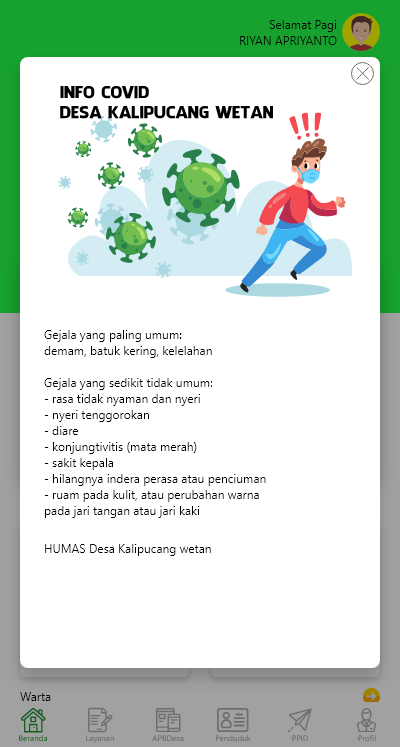 Selamat Pagi
RIYAN APRIYANTO
INFO COVID
DESA KALIPUCANG WETAN
Gejala yang paling umum:
demam, batuk kering, kelelahan
Gejala yang sedikit tidak umum:
- rasa tidak nyaman dan nyeri
- nyeri tenggorokan
- diare
- konjungtivitis (mata merah)
- sakit kepala
- hilangnya indera perasa atau penciuman
- ruam pada kulit, atau perubahan warna
pada jari tangan atau jari kaki
HUMAS Desa Kalipucang wetan
Warta
Beranda Layanan APBDesa Penduduk PPID Profil